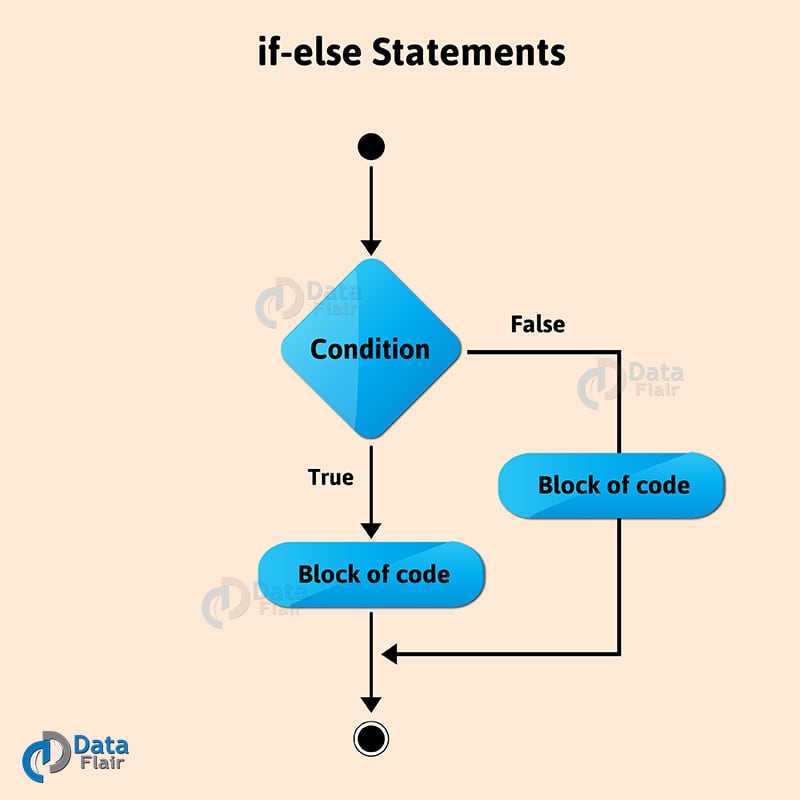 if-else Statements
Data
Flair
Condition
False
Data
Flair
True
Block of code
Block of code
Data
Flair
Data
Flair